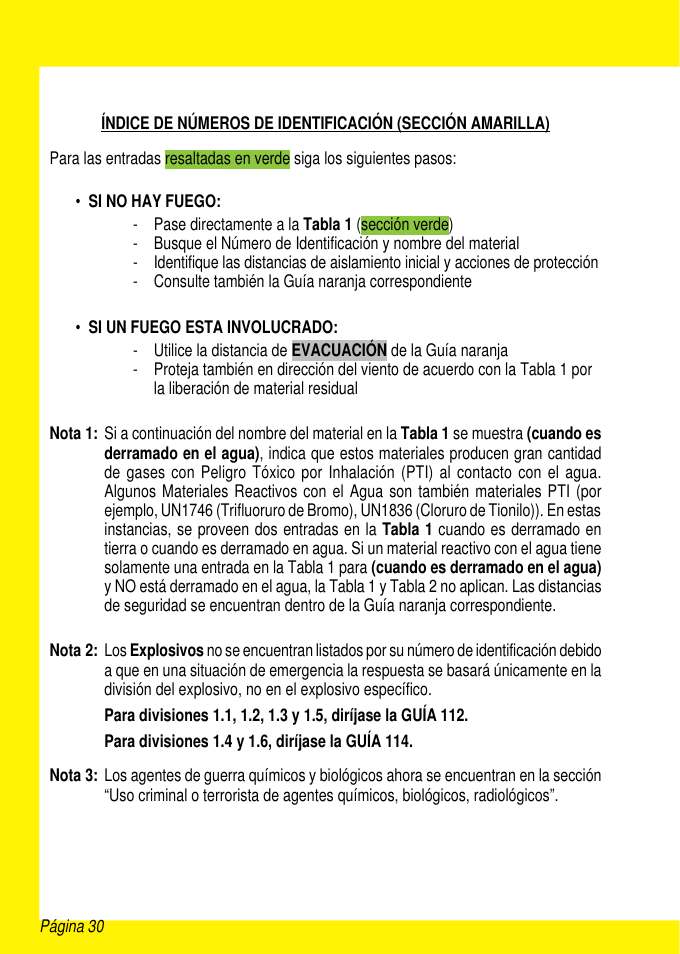 ÍNDICE DE NÚMEROS DE IDENTIFICACIÓN (SECCIÓN AMARILLA)
Para las entradas resaltadas en verde siga los siguientes pasos:
• SI NO HAY FUEGO:
- Pase directamente a la Tabla 1 (sección verde)
- Busque el Número de Identificación y nombre del material
- Identifique las distancias de aislamiento inicial y acciones de protección
- Consulte también la Guía naranja correspondiente
• SI UN FUEGO ESTA INVOLUCRADO:
- Utilice la distancia de EVACUACIÓN de la Guía naranja
- Proteja también en dirección del viento de acuerdo con la Tabla 1 por
la liberación de material residual
Nota 1: Si a continuación del nombre del material en la Tabla 1 se muestra (cuando es
derramado en el agua), indica que estos materiales producen gran cantidad
de gases con Peligro Tóxico por Inhalación (PTI) al contacto con el agua.
Algunos Materiales Reactivos con el Agua son también materiales PTI (por
ejemplo, UN1746 (Trifluoruro de Bromo), UN1836 (Cloruro de Tionilo)). En estas
instancias, se proveen dos entradas en la Tabla 1 cuando es derramado en
tierra o cuando es derramado en agua. Si un material reactivo con el agua tiene
solamente una entrada en la Tabla 1 para (cuando es derramado en el agua)
y NO está derramado en el agua, la Tabla 1 y Tabla 2 no aplican. Las distancias
de seguridad se encuentran dentro de la Guía naranja correspondiente.
Nota 2: Los Explosivos no se encuentran listados por su número de identificación debido
a que en una situación de emergencia la respuesta se basará únicamente en la
división del explosivo, no en el explosivo específico.
Para divisiones 1.1, 1.2, 1.3 y 1.5, diríjase la GUÍA 112.
Para divisiones 1.4 y 1.6, diríjase la GUÍA 114.
Nota 3: Los agentes de guerra químicos y biológicos ahora se encuentran en la sección
“Uso criminal o terrorista de agentes químicos, biológicos, radiológicos”.
Página 30